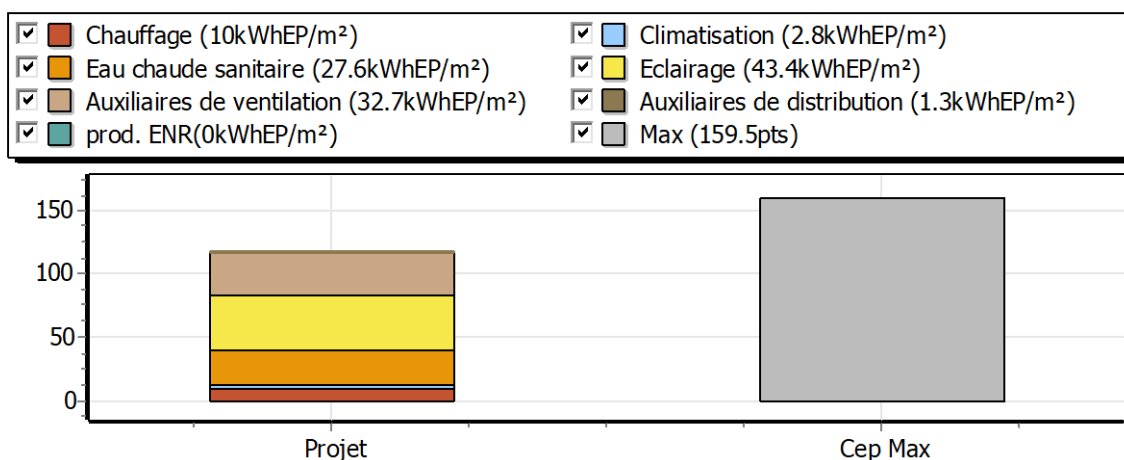 Chauffage (10kWhEP/m²) Climatisation (2.8kWhEP/m²)
Eau chaude sanitaire (27.6kWhEP/m²) Eclairage (43.4kWhEP/m²)
Auxiliaires de ventilation (32.7kWhEP/m²) Auxiliaires de distribution (1.3kWhEP/m²)
prod. ENR(0kWhEP/m²) Max (159.5pts)
150
100
50
0
Projet Cep Max